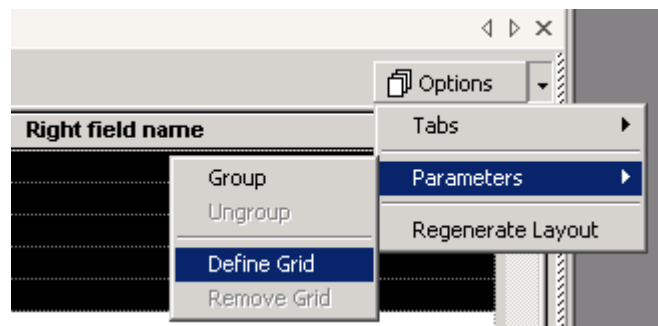 Options
Right field name
Tabs
Parameters
Regenerate Layout
Group
Ungroup
Define Grid
Remove Grid